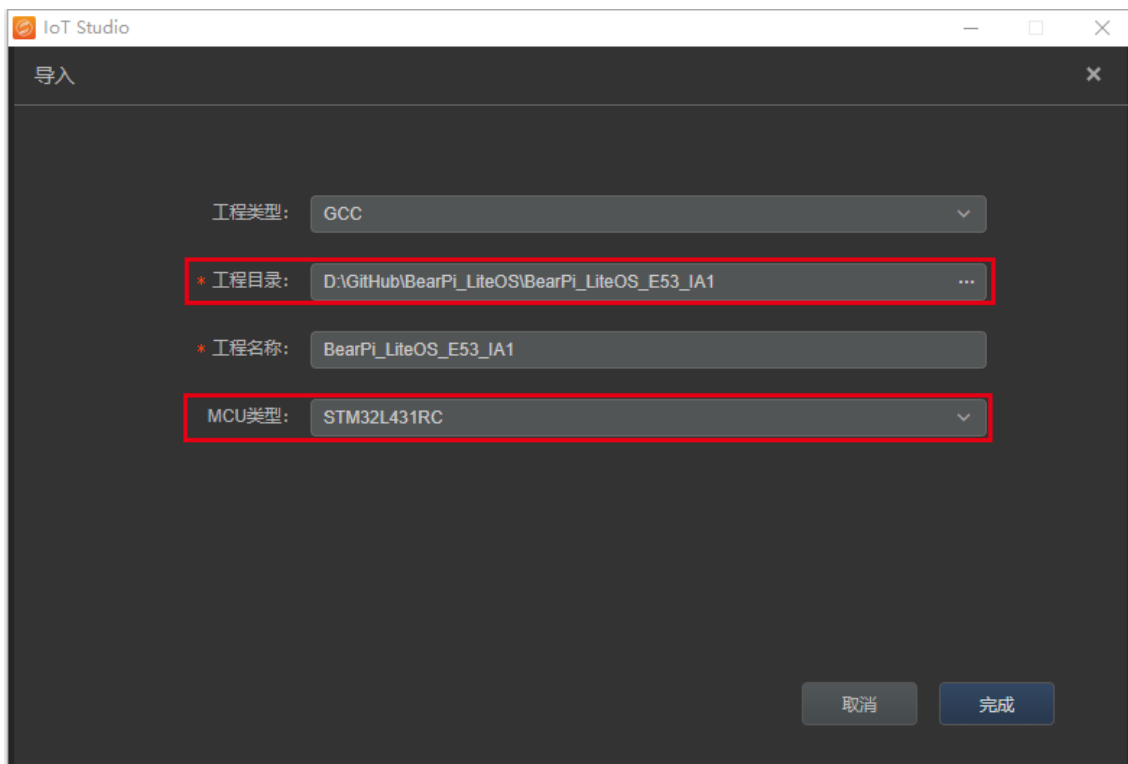 IoT Studio
导入
工程类型： GCC
* 工程目录： D:\GitHub\BearPi_LiteOS\BearPi_LiteOS_E53_IA1 ...
* 工程名称： BearPi_LiteOS_E53_IA1
MCU类型： STM32L431RC
取消 完成